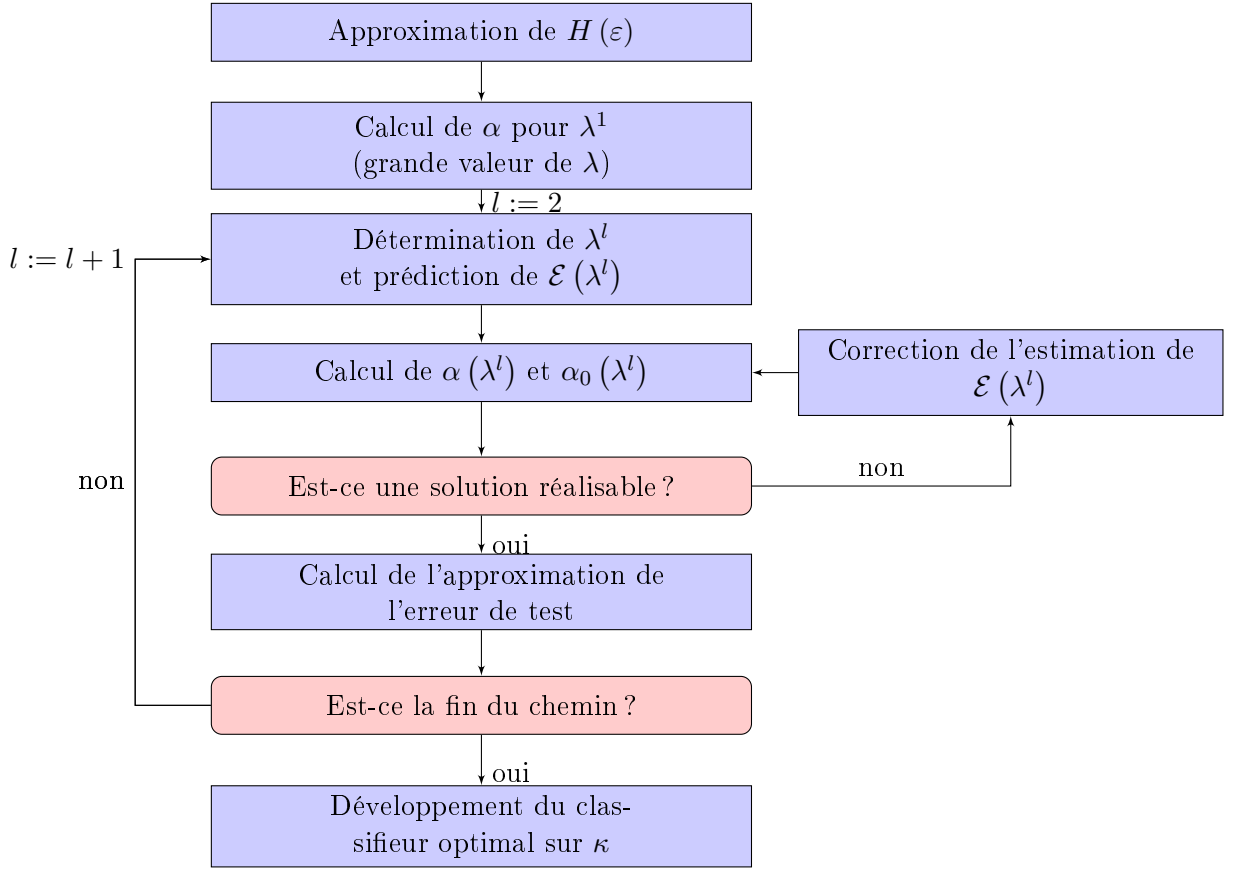 Approximation de H (ε)
Calcul de α pour λ¹
(grande valeur de λ)
l := 2
l := l + 1
Détermination de λˡ
et prédiction de ℰ (λˡ)
Calcul de α (λˡ) et α₀ (λˡ)
Correction de l'estimation de
ℰ (λˡ)
non
Est-ce une solution réalisable ?
non
oui
Calcul de l'approximation de
l'erreur de test
Est-ce la fin du chemin ?
oui
Développement du clas-
sifieur optimal sur κ